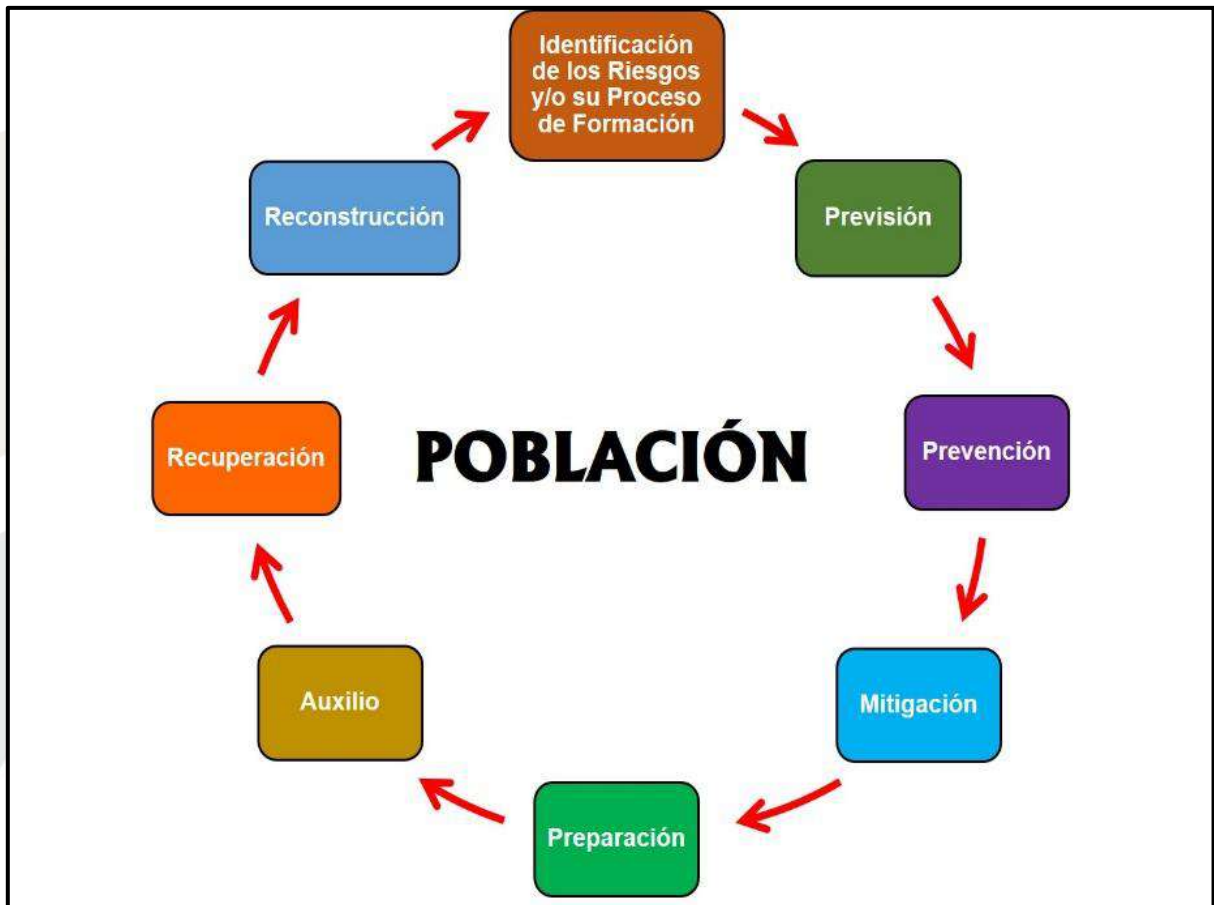 Identificación
de los Riesgos
y/o su Proceso
de Formación
Previsión
Prevención
Mitigación
Preparación
Auxilio
Recuperación
Reconstrucción
POBLACIÓN